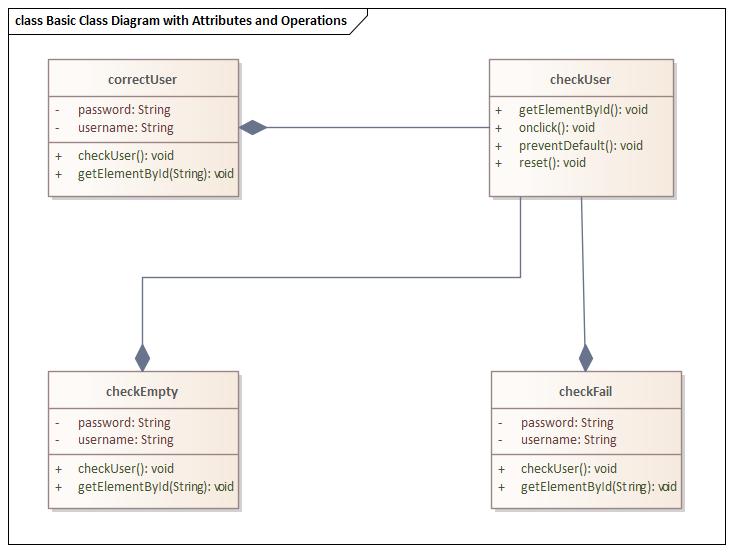 class Basic Class Diagram with Attributes and Operations
correctUser
- password: String
- username: String
+ checkUser(): void
+ getElementById(String): void
checkUser
+ getElementById(): void
+ onclick(): void
+ preventDefault(): void
+ reset(): void
checkEmpty
- password: String
- username: String
+ checkUser(): void
+ getElementById(String): void
checkFail
- password: String
- username: String
+ checkUser(): void
+ getElementById(String): void